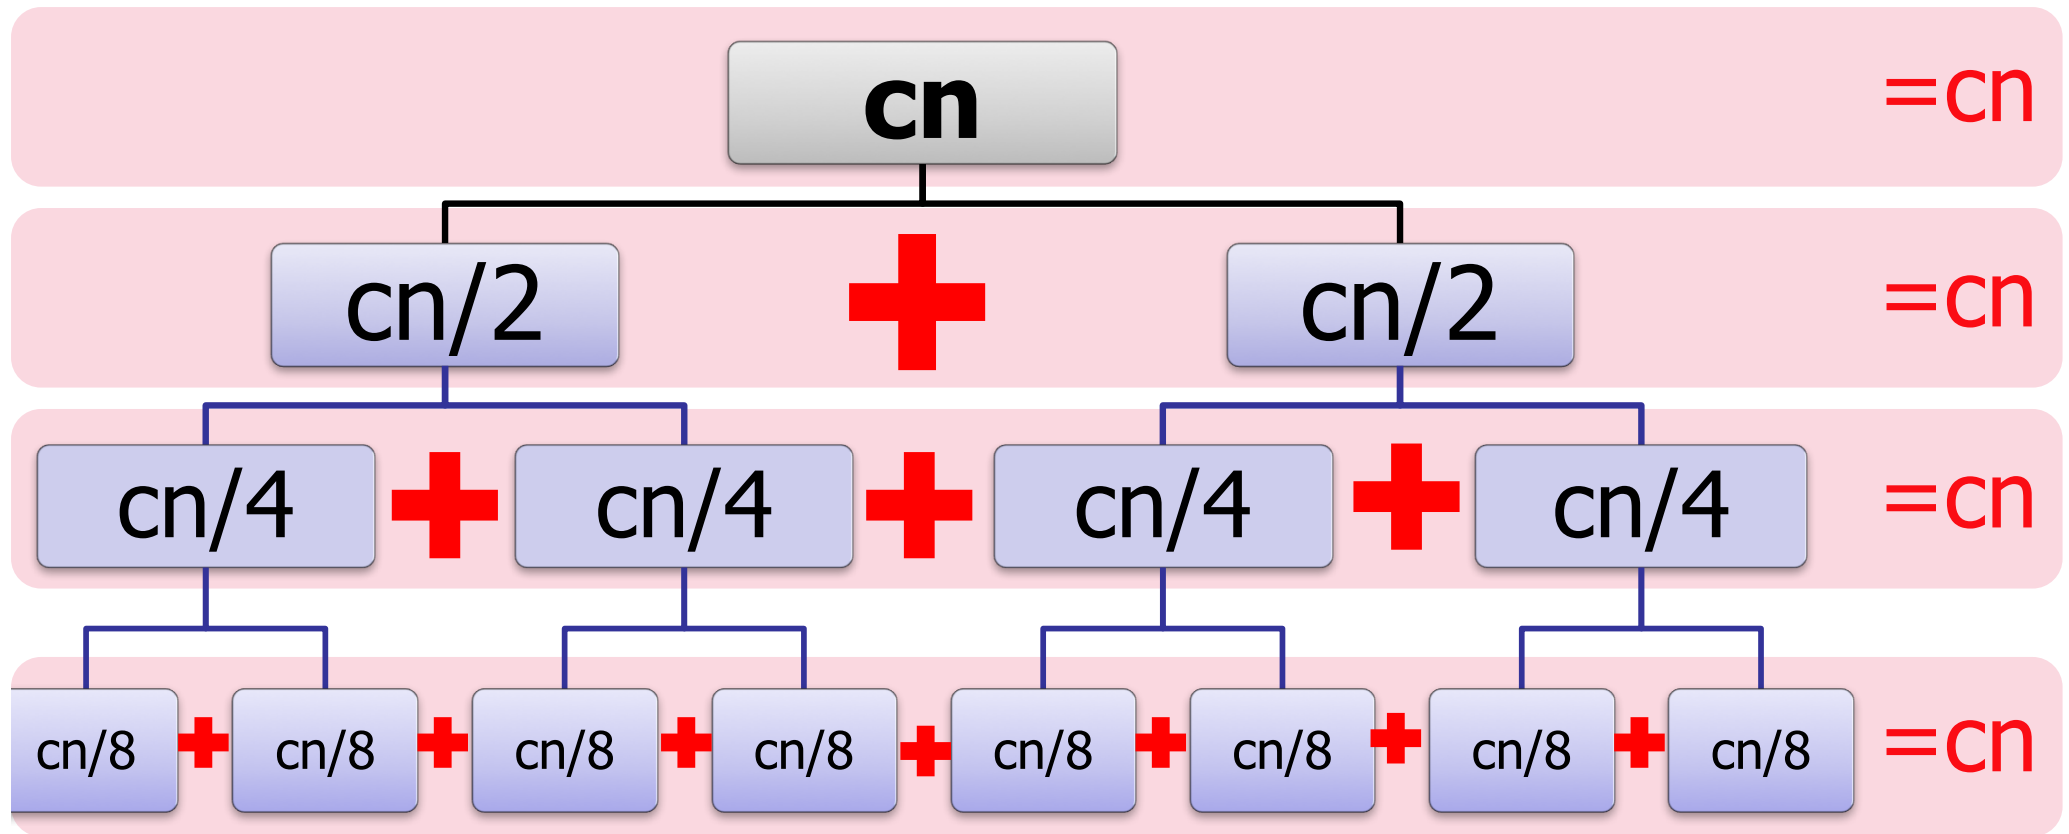 cn =cn
cn/2 + cn/2 =cn
cn/4 + cn/4 + cn/4 + cn/4 =cn
cn/8 + cn/8 + cn/8 + cn/8 + cn/8 + cn/8 + cn/8 + cn/8 =cn